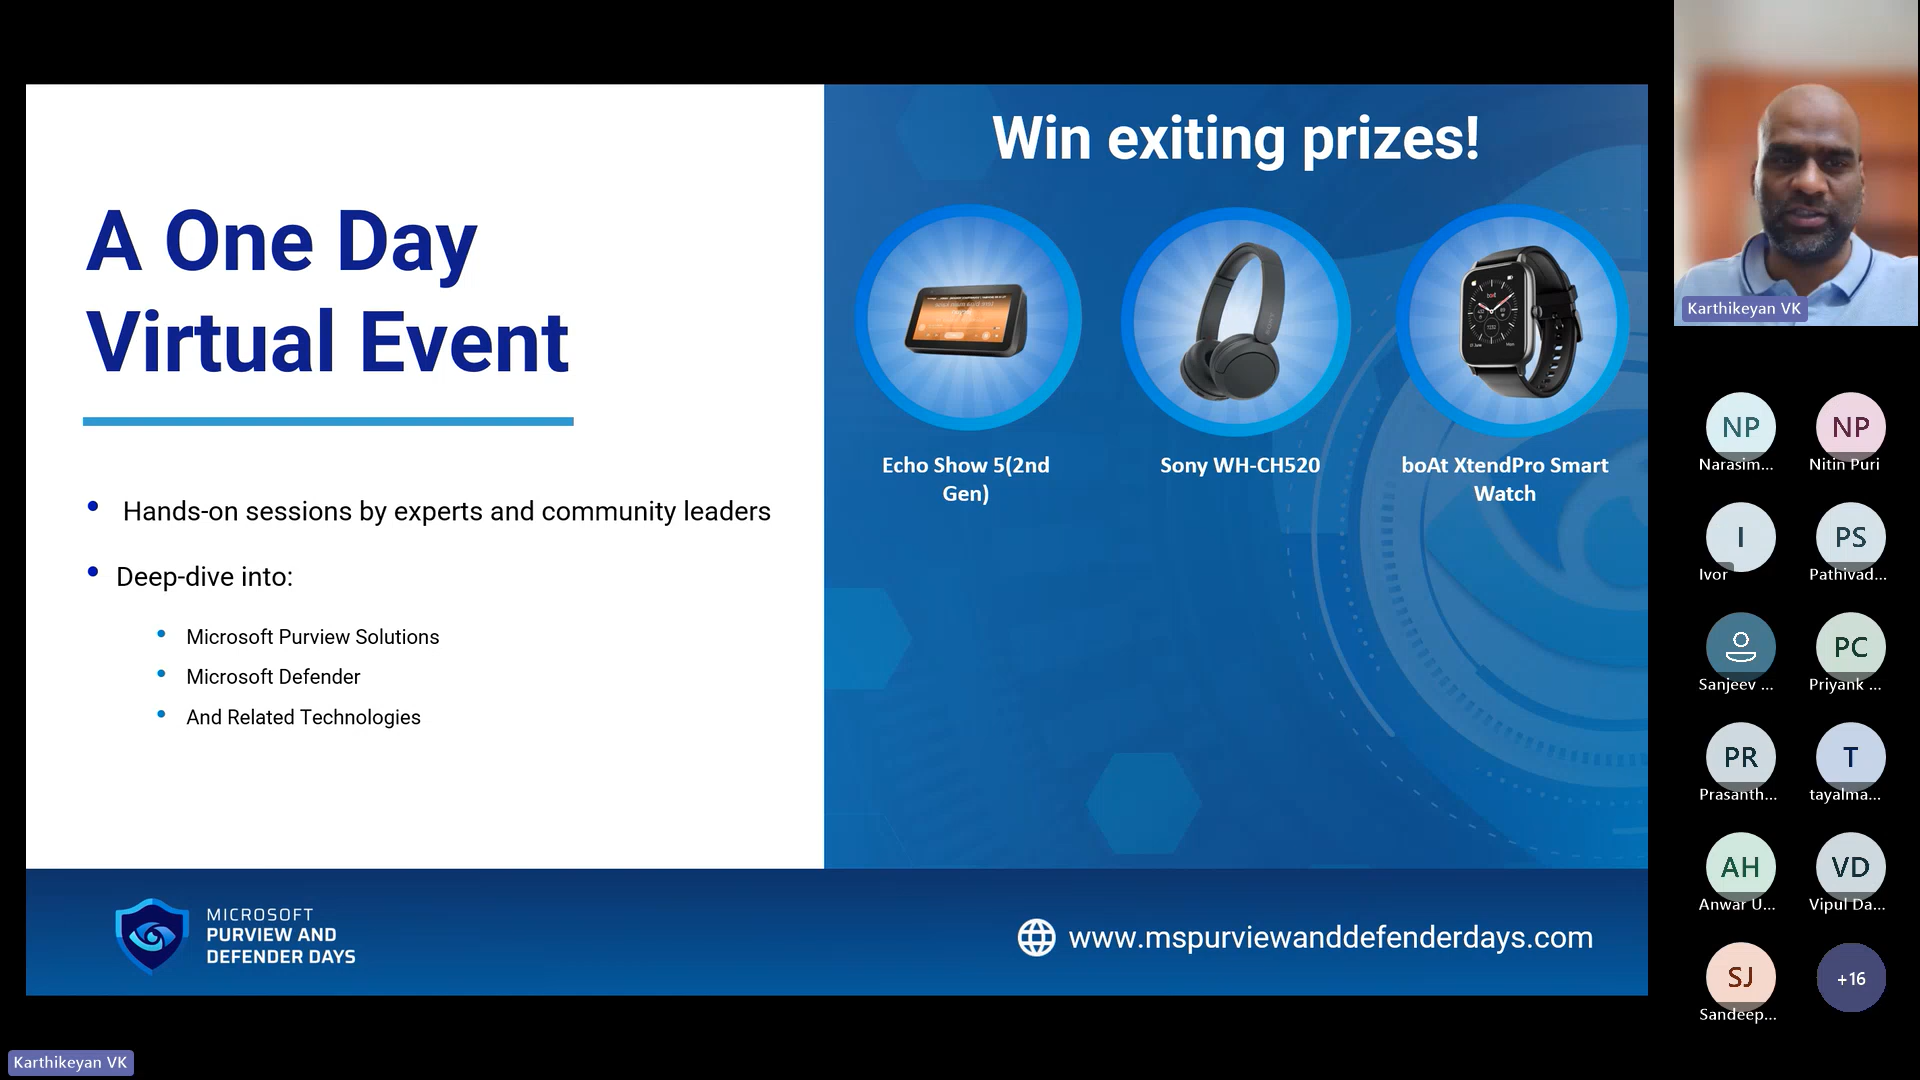 A One Day
Virtual Event
Hands-on sessions by experts and community leaders
Deep-dive into:
Microsoft Purview Solutions
Microsoft Defender
And Related Technologies
Win exiting prizes!
Echo Show 5(2nd
Gen)
Sony WH-CH520
boAt XtendPro Smart
Watch
MICROSOFT
PURVIEW AND
DEFENDER DAYS
www.mspurviewanddefenderdays.com
Karthikeyan VK
NP
Narasim...
NP
Nitin Puri
I
Ivor
PS
Pathivad...
Sanjeev ...
PC
Priyank ...
PR
Prasanth...
T
tayalma...
AH
Anwar U...
VD
Vipul Da...
SJ
Sandeep...
+16
Karthikeyan VK